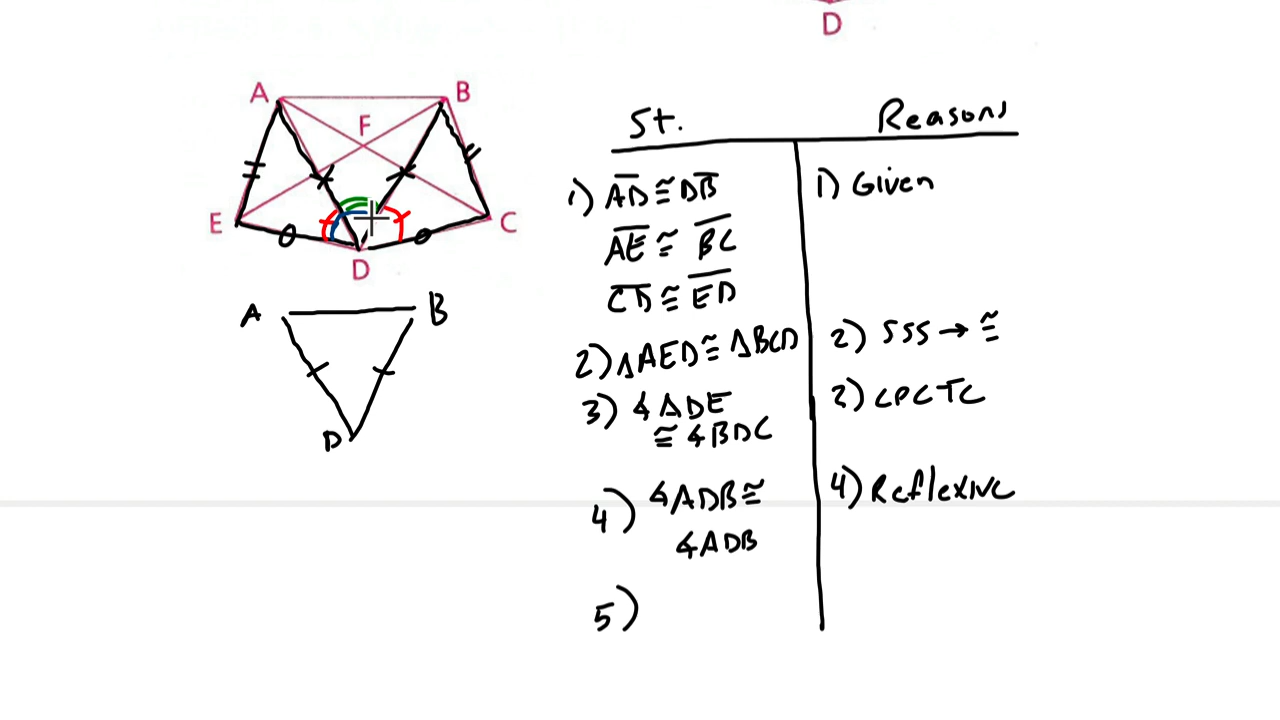 D
A B
F
E C
D
A B
D
St. Reasons
1) AD ≅ DB 1) Given
AE ≅ BC
CD ≅ ED
2) △AED ≅ △BCD 2) SSS → ≅
3) ∡ADE 2) CPCTC
≅ ∡BDC
4) ∡ADB ≅ 4) Reflexive
∡ADB
5)